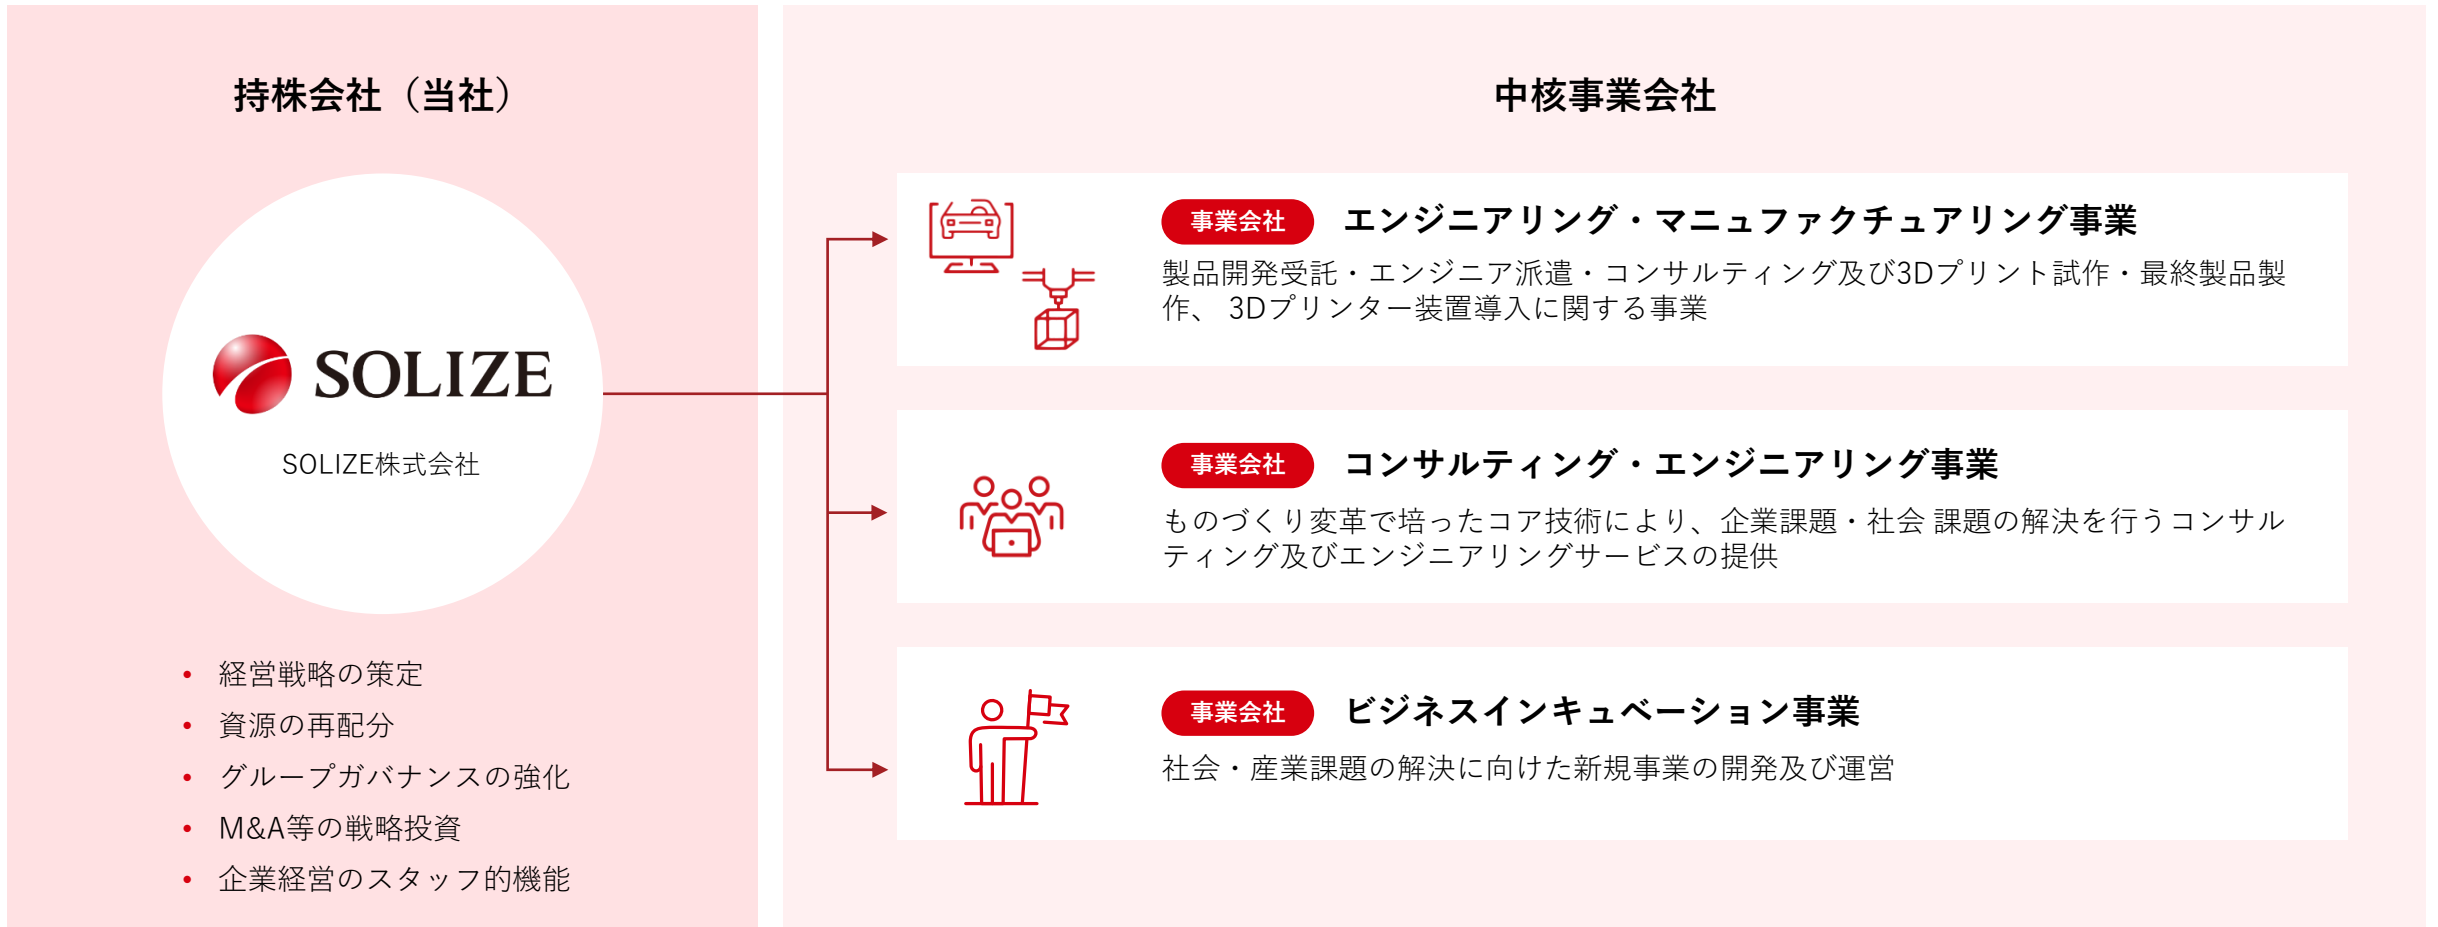 持株会社（当社）
SOLIZE
SOLIZE株式会社
• 経営戦略の策定
• 資源の再配分
• グループガバナンスの強化
• M&A等の戦略投資
• 企業経営のスタッフ的機能
中核事業会社
事業会社 エンジニアリング・マニュファクチュアリング事業
製品開発受託・エンジニア派遣・コンサルティング及び3Dプリント試作・最終製品製
作、 3Dプリンター装置導入に関する事業
事業会社 コンサルティング・エンジニアリング事業
ものづくり変革で培ったコア技術により、企業課題・社会 課題の解決を行うコンサル
ティング及びエンジニアリングサービスの提供
事業会社 ビジネスインキュベーション事業
社会・産業課題の解決に向けた新規事業の開発及び運営